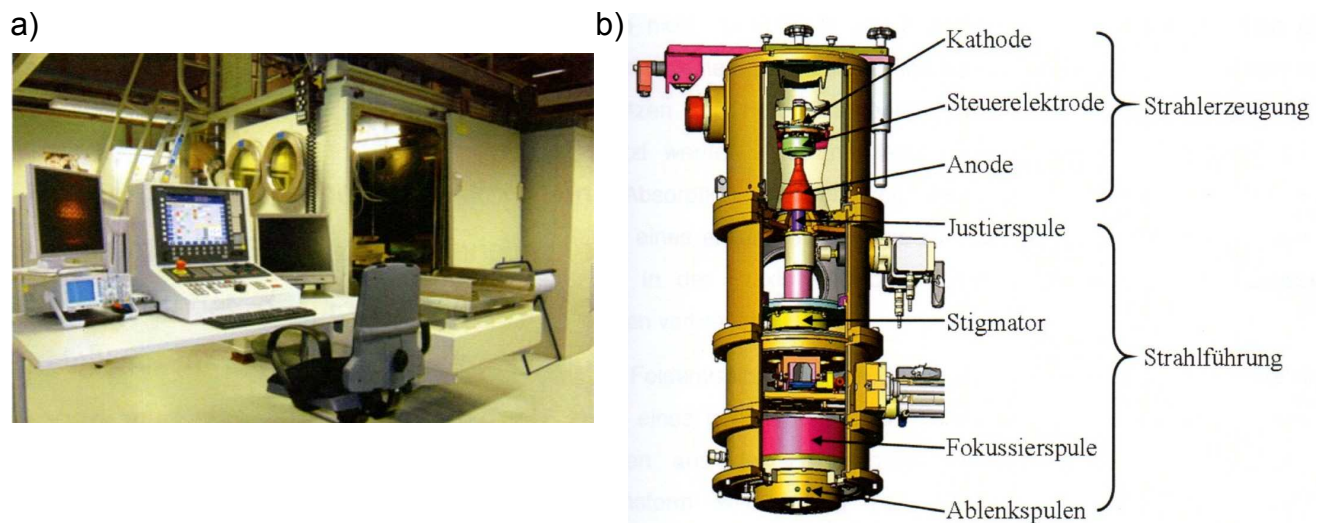 a)
b)
Kathode
Steuerelektrode
Strahlerzeugung
Anode
Justierspule
Stigmator
Strahlführung
Fokussierspule
Ablenkspulen